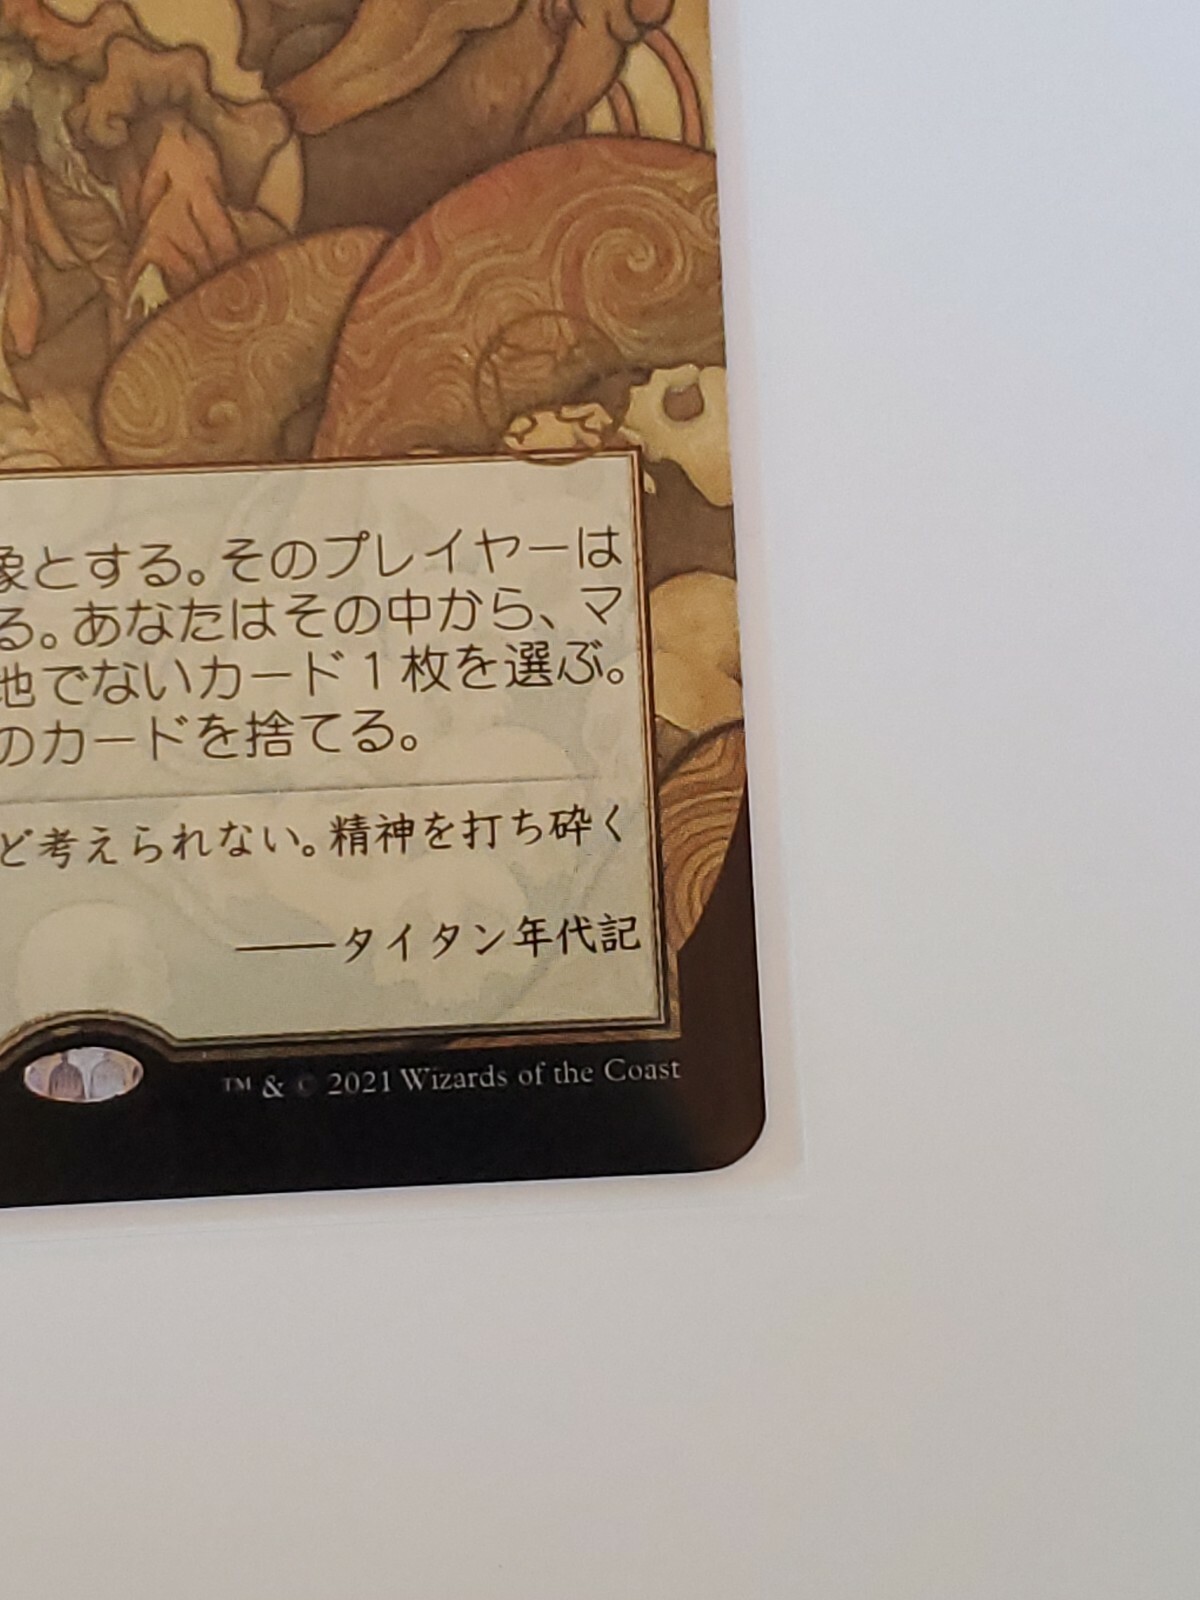 象とする。そのプレイヤーは
る。あなたはその中から、マ
地でないカード1枚を選ぶ。
のカードを捨てる。
ど考えられない。精神を打ち砕く
――タイタン年代記
™ & © 2021 Wizards of the Coast